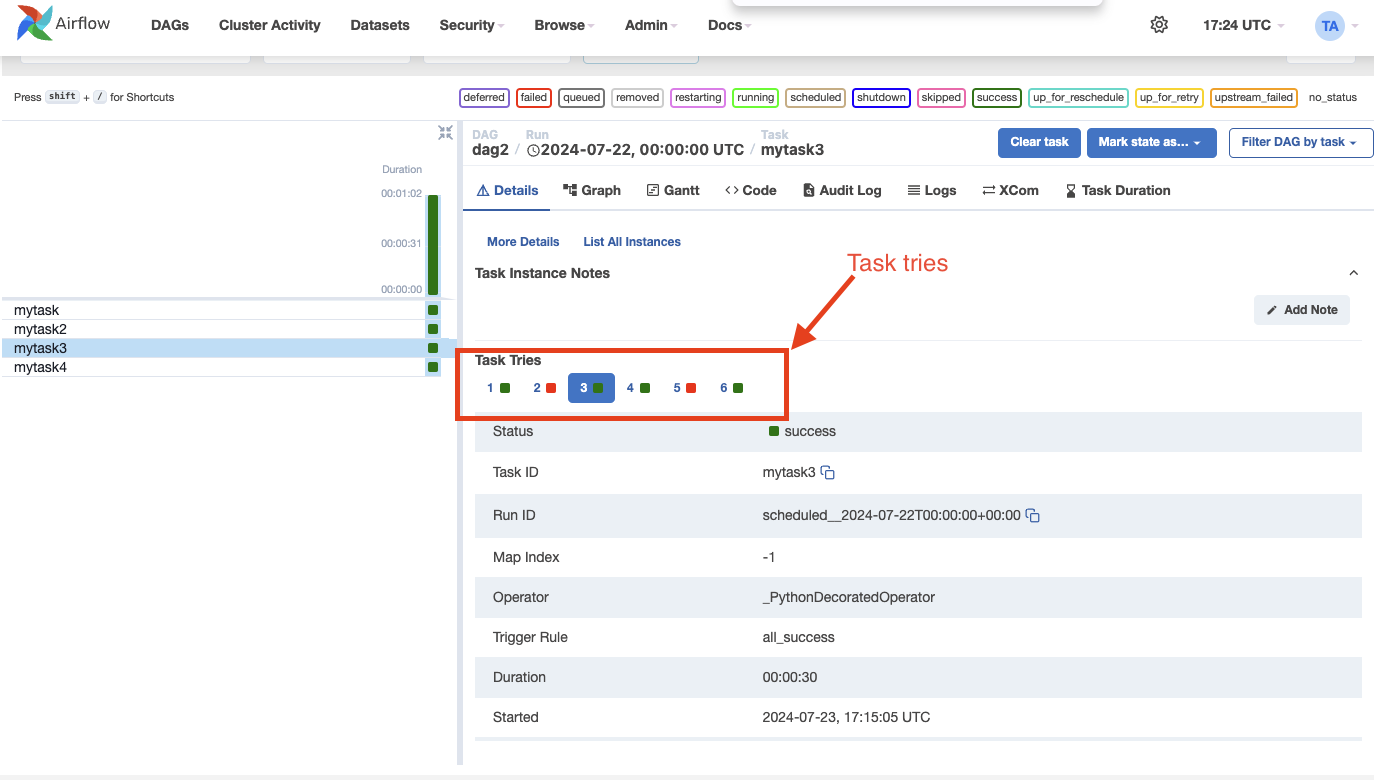 Airflow DAGs Cluster Activity Datasets Security Browse Admin Docs 17:24 UTC TA
Press shift + / for Shortcuts deferred failed queued removed restarting running scheduled shutdown skipped success up_for_reschedule up_for_retry upstream_failed no_status
DAG Run Task
dag2 / 2024-07-22, 00:00:00 UTC / mytask3
Clear task Mark state as... Filter DAG by task
Duration
00:01:02
00:00:31
00:00:00
mytask
mytask2
mytask3
mytask4
Details Graph Gantt Code Audit Log Logs XCom Task Duration
More Details List All Instances
Task tries
Task Instance Notes
Add Note
Task Tries
1 2 3 4 5 6
Status success
Task ID mytask3
Run ID scheduled__2024-07-22T00:00:00+00:00
Map Index -1
Operator _PythonDecoratedOperator
Trigger Rule all_success
Duration 00:00:30
Started 2024-07-23, 17:15:05 UTC